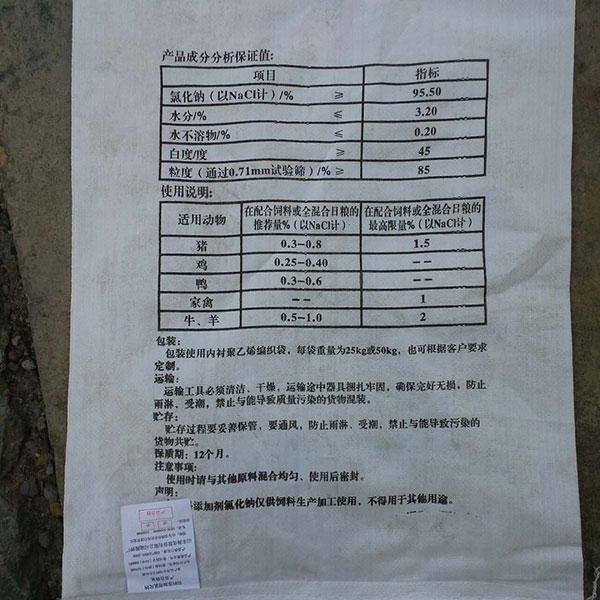 产品成分分析保证值:
项目 指标
氯化钠（以NaCl计）/% ≥ 95.50
水分/% ≤ 3.20
水不溶物/% ≤ 0.20
白度/度 ≥ 45
粒度（通过0.71mm试验筛）/% ≥ 85
使用说明:
适用动物 在配合饲料或全混合日粮的推荐量%（以NaCl计） 在配合饲料或全混合日粮的最高限量%（以NaCl计）
猪 0.3-0.8 1.5
鸡 0.25-0.40 --
鸭 0.3-0.6 --
家禽 -- 1
牛、羊 0.5-1.0 2
包装:
包装使用内衬聚乙烯编织袋，每袋重量为25kg或50kg，也可根据客户要求
定制。
运输:
运输工具必须清洁、干燥，运输途中器具捆扎牢固，确保完好无损，防止
雨淋、受潮，禁止与能导致质量污染的货物混装。
贮存:
贮存过程要妥善保管，要通风，防止雨淋、受潮，禁止与能导致污染的
货物共贮。
保质期: 12个月。
注意事项:
使用时请与其他原料混合均匀、使用后密封。
声明:
添加剂氯化钠仅供饲料生产加工使用，不得用于其他用途。